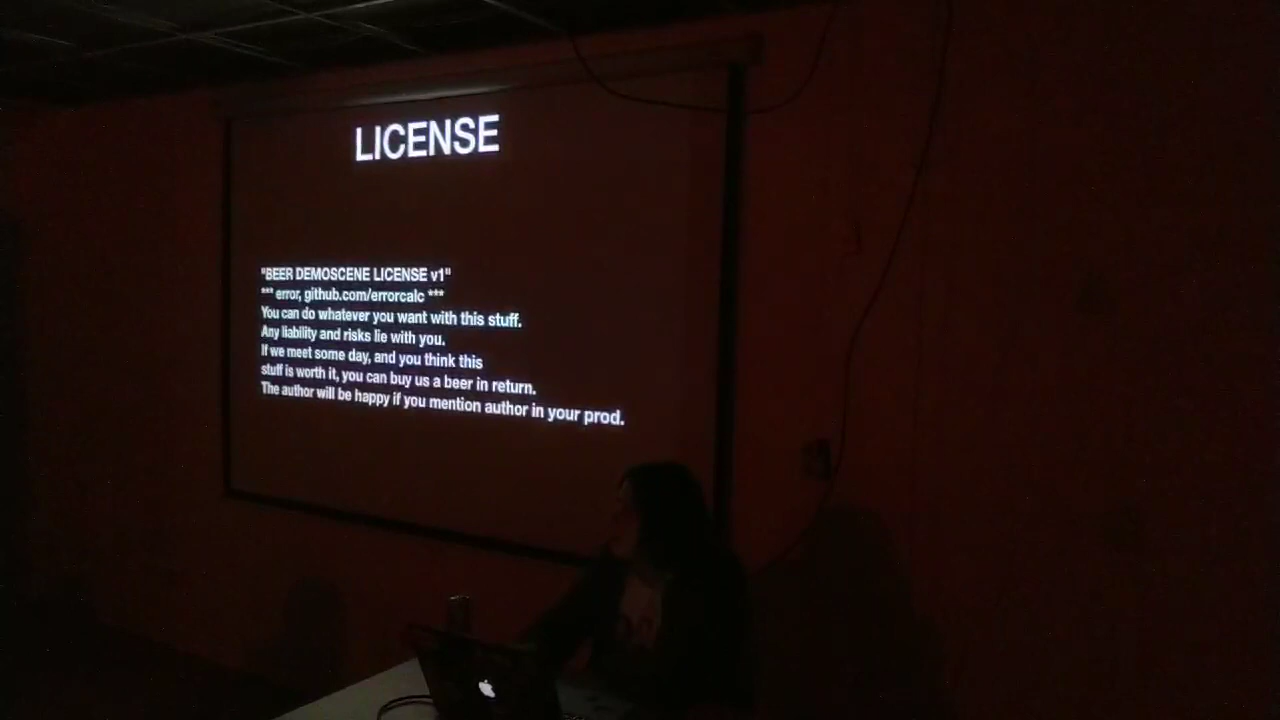 LICENSE
"BEER DEMOSCENE LICENSE v1"
*** error, github.com/errorcalc ***
You can do whatever you want with this stuff.
Any liability and risks lie with you.
If we meet some day, and you think this
stuff is worth it, you can buy us a beer in return.
The author will be happy if you mention author in your prod.